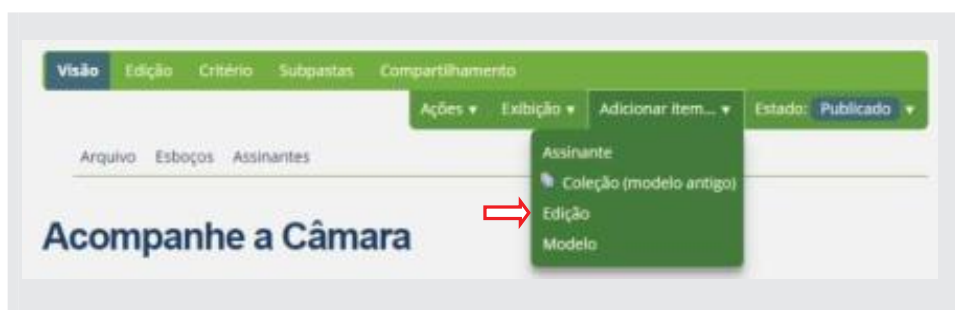 Visão Edição Critério Subpastas Compartilhamento
Ações Exibição Adicionar item... Estado: Publicado
Arquivo Esboços Assinantes
Assinante
Coleção (modelo antigo)
Edição
Modelo
Acompanhe a Câmara